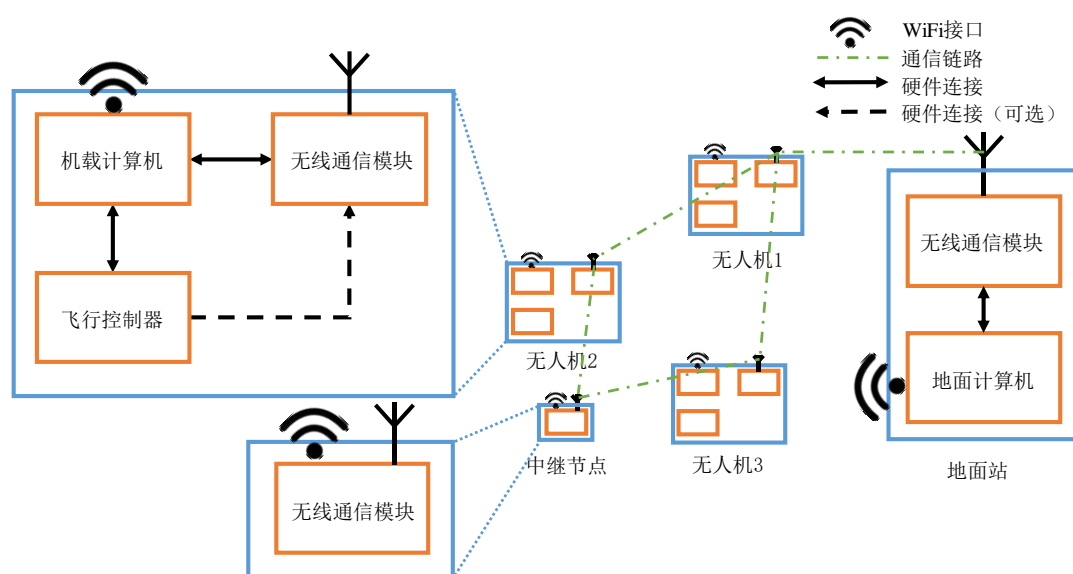 WiFi接口
通信链路
硬件连接
硬件连接（可选）
机载计算机
无线通信模块
飞行控制器
无人机1
无线通信模块
无人机2
地面计算机
中继节点
无人机3
地面站
无线通信模块